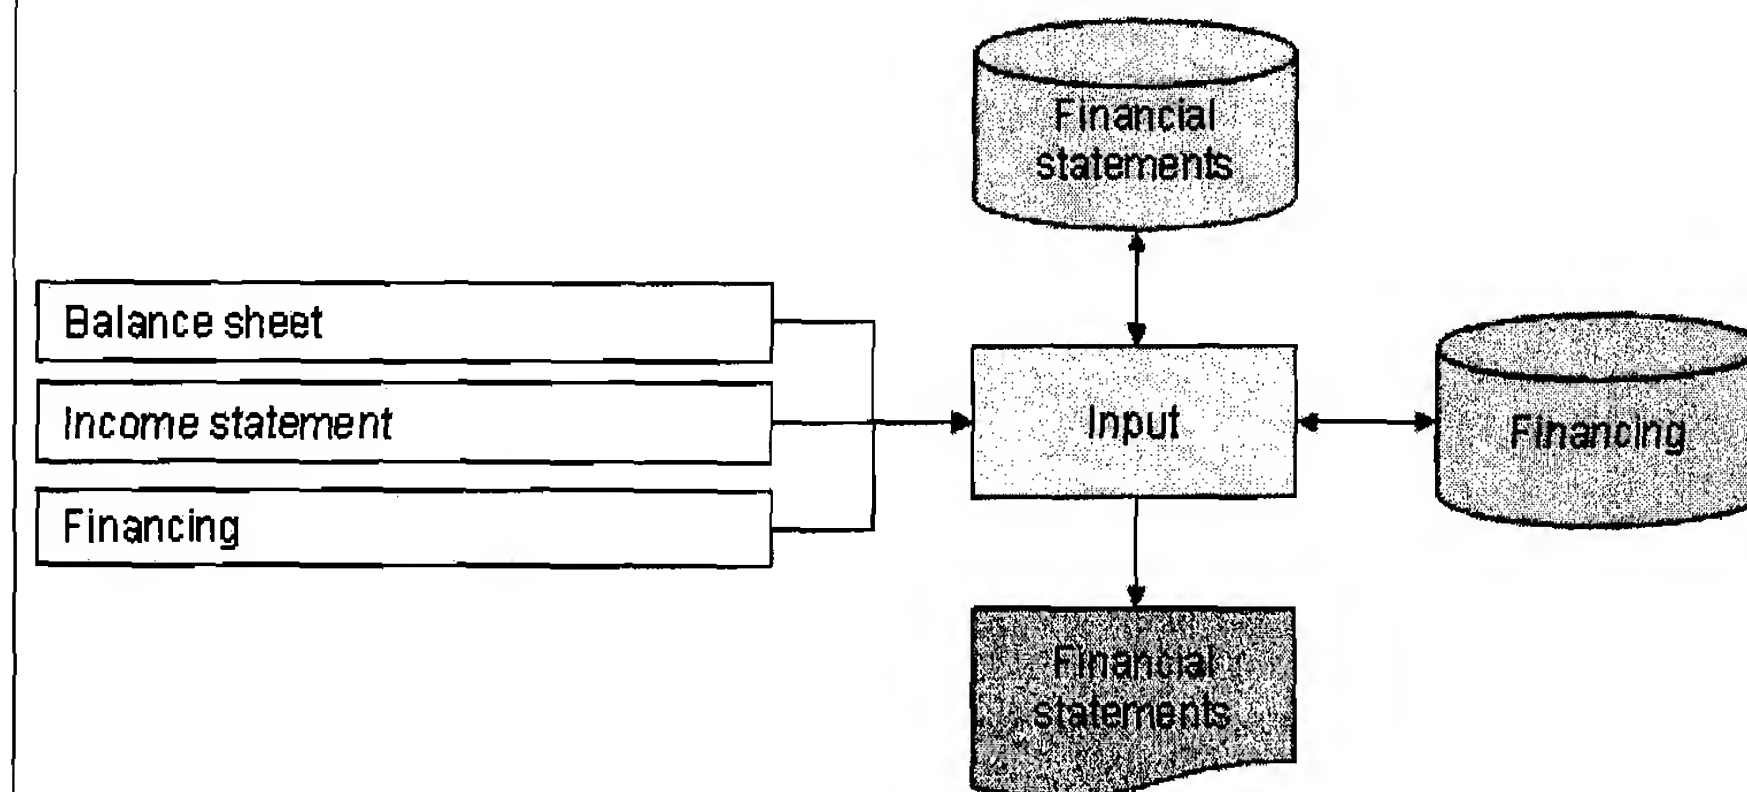 Financial
statements
Balance sheet
Income statement
Input
Financing
Financing
Financial
statements